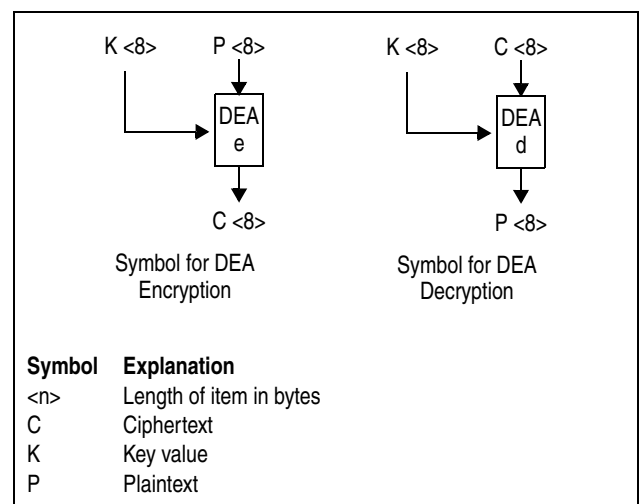 K <8> P <8> K <8> C <8>
DEA
e
DEA
d
C <8> P <8>
Symbol for DEA
Encryption
Symbol for DEA
Decryption
Symbol Explanation
<n> Length of item in bytes
C Ciphertext
K Key value
P Plaintext